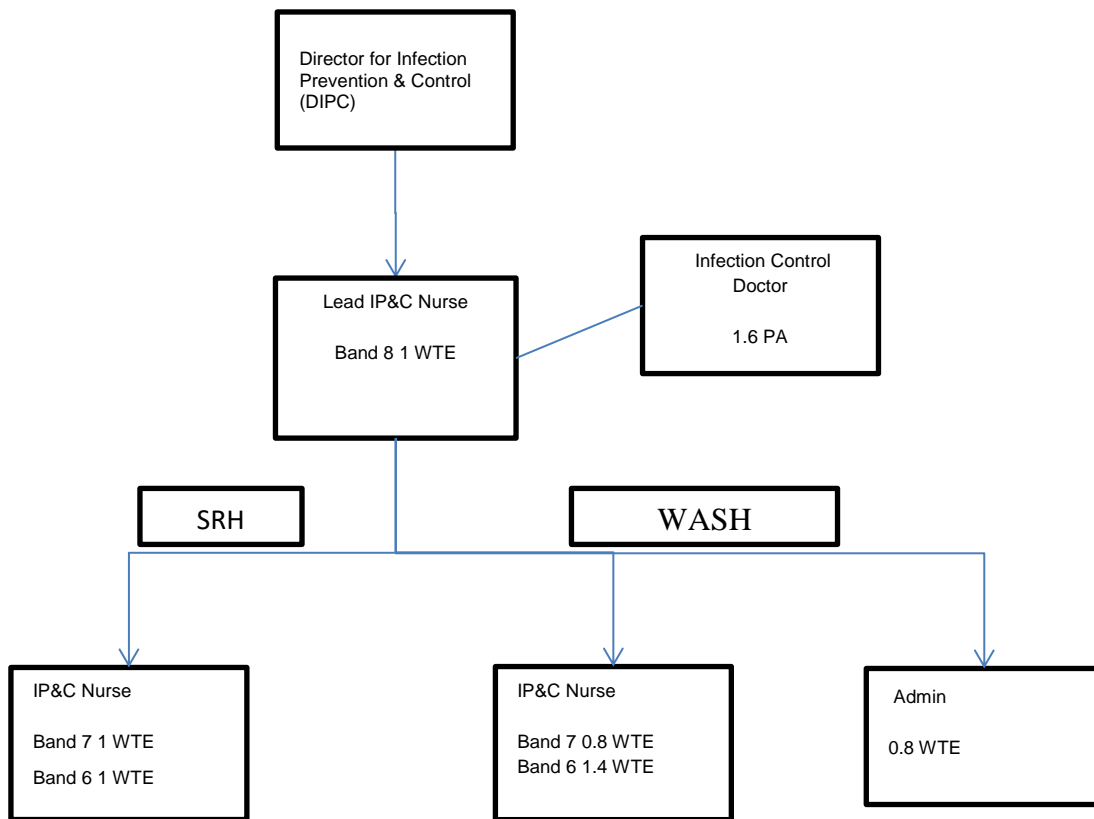 Director for Infection
Prevention & Control
(DIPC)
Infection Control
Doctor
1.6 PA
Lead IP&C Nurse
Band 8 1 WTE
SRH
WASH
IP&C Nurse
Band 7 1 WTE
Band 6 1 WTE
IP&C Nurse
Band 7 0.8 WTE
Band 6 1.4 WTE
Admin
0.8 WTE